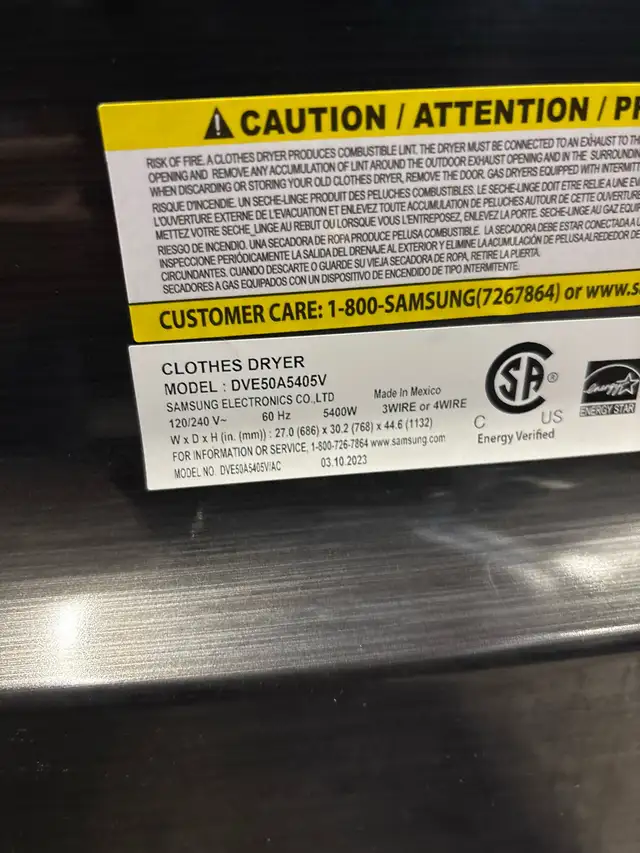 ⚠ CAUTION / ATTENTION /
RISK OF FIRE. A CLOTHES DRYER PRODUCES COMBUSTIBLE LINT. THE DRYER MUST BE CONNECTED TO AN EXHAUST TO
OPENING AND REMOVE ANY ACCUMULATION OF LINT AROUND THE OUTDOOR EXHAUST OPENING AND IN THE
WHEN DISCARDING OR STORING YOUR OLD CLOTHES DRYER, REMOVE THE DOOR. GAS DRYERS EQUIPPED WITH
RISQUE D'INCENDIE. UN SECHE-LINGE PRODUIT DES PELUCHES COMBUSTIBLES. LE SECHE-LINGE DOIT ETRE RELIE A UNE
L'OUVERTURE EXTERNE DE L'EVACUATION ET ENLEVEZ TOUTE ACCUMULATION DE PELUCHES AUTOUR DE CETTE
METTEZ VOTRE SECHE_LINGE AU REBUT OU LORSQUE VOUS L'ENTREPOSEZ, ENLEVEZ LA PORTE. SECHE-LINGE AU GAZ
RIESGO DE INCENDIO. UNA SECADORA DE ROPA PRODUCE PELUSA COMBUSTIBLE. LA SECADORA DEBE ESTAR CONECTADA A
INSPECCIONE PERIÓDICAMENTE LA SALIDA DEL DRENAJE AL EXTERIOR Y ELIMINE LA ACUMULACIÓN DE PELUSA ALREDEDOR DE
CIRCUNDANTES. CUANDO DESCARTE O GUARDE SU VIEJA SECADORA DE ROPA, RETIRE LA PUERTA.
SECADORES A GAS EQUIPADOS CON UN DISPOSITIVO DE ENCENDIDO DE TIPO INTERMITENTE.
CUSTOMER CARE: 1-800-SAMSUNG(7267864) or www.s
CLOTHES DRYER
MODEL : DVE50A5405V
SAMSUNG ELECTRONICS CO.,LTD Made In Mexico
120/240 V~ 60 Hz 5400W 3WIRE or 4WIRE
W x D x H (in. (mm)) : 27.0 (686) x 30.2 (768) x 44.6 (1132)
FOR INFORMATION OR SERVICE, 1-800-726-7864 www.samsung.com
MODEL NO. DVE50A5405V/AC 03.10.2023
SA ®
C US
Energy Verified
energy
ENERGY STAR